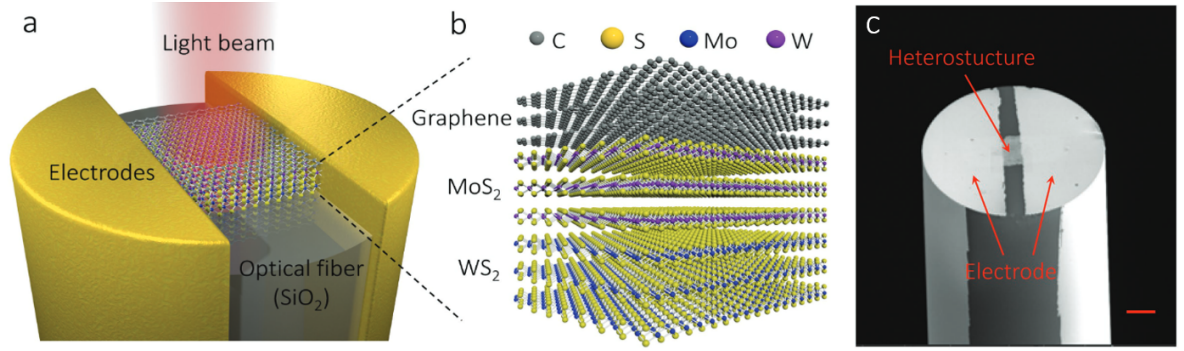 a
Light beam
Electrodes
Optical fiber
(SiO₂)
b
C S Mo W
Graphene
MoS₂
WS₂
c
Heterostucture
Electrode